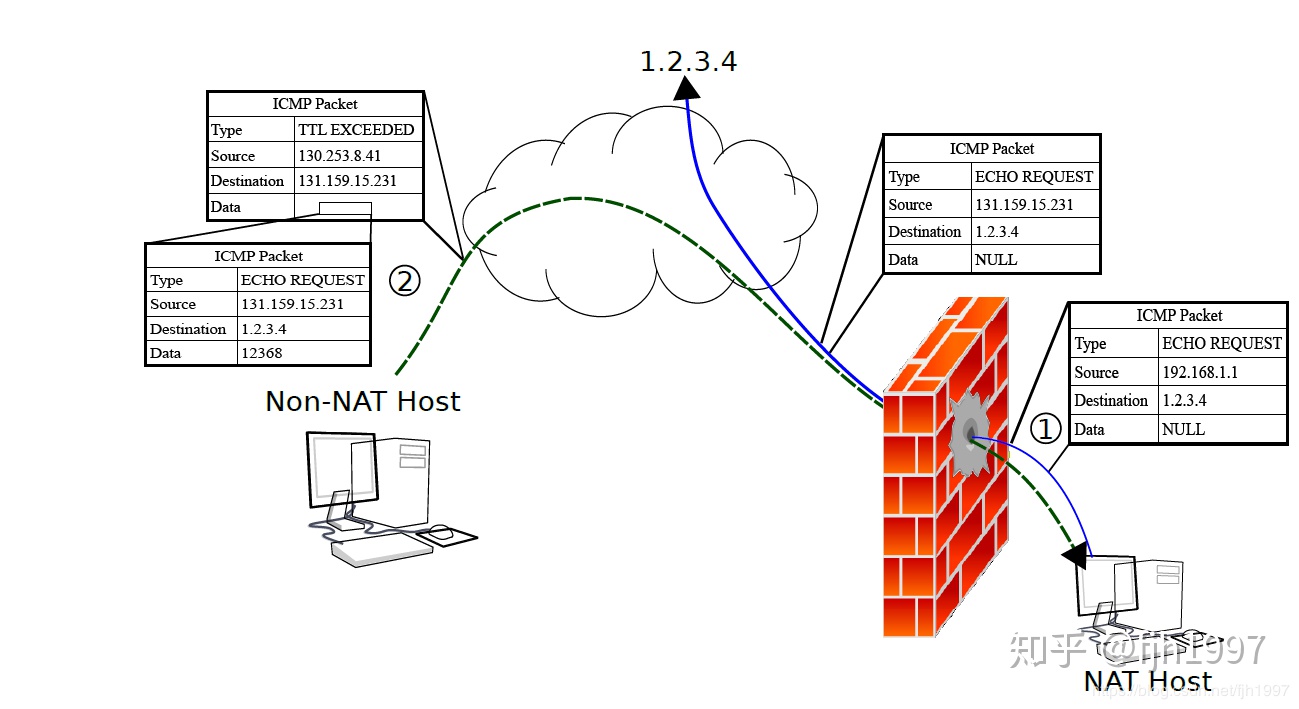 1.2.3.4
ICMP Packet
Type TTL EXCEEDED
Source 130.253.8.41
Destination 131.159.15.231
Data
ICMP Packet
Type ECHO REQUEST
Source 131.159.15.231
Destination 1.2.3.4
Data 12368
②
Non-NAT Host
ICMP Packet
Type ECHO REQUEST
Source 131.159.15.231
Destination 1.2.3.4
Data NULL
ICMP Packet
Type ECHO REQUEST
Source 192.168.1.1
Destination 1.2.3.4
Data NULL
①
知乎 @fjh1997
NAT Host
https://blog.csdn.net/fjh1997